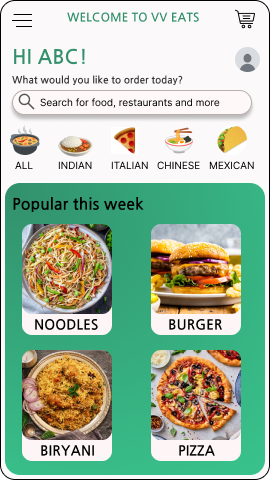 WELCOME TO VV EATS
HI ABC!
What would you like to order today?
Search for food, restaurants and more
ALL INDIAN ITALIAN CHINESE MEXICAN
Popular this week
NOODLES BURGER
BIRYANI PIZZA